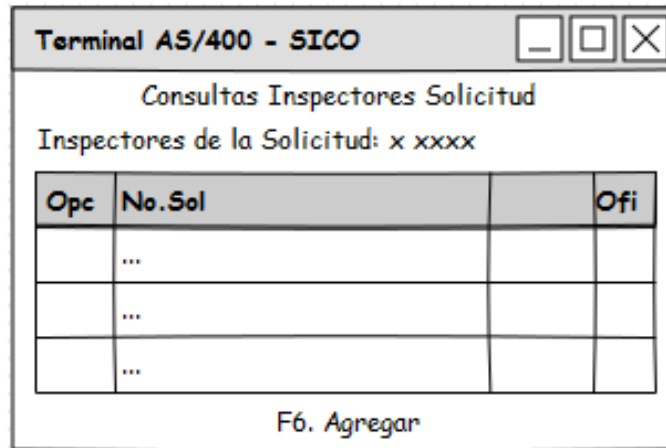 Terminal AS/400 - SICO
Consultas Inspectores Solicitud
Inspectores de la Solicitud: x xxxx
Opc No.Sol Ofi
...
...
...
F6. Agregar